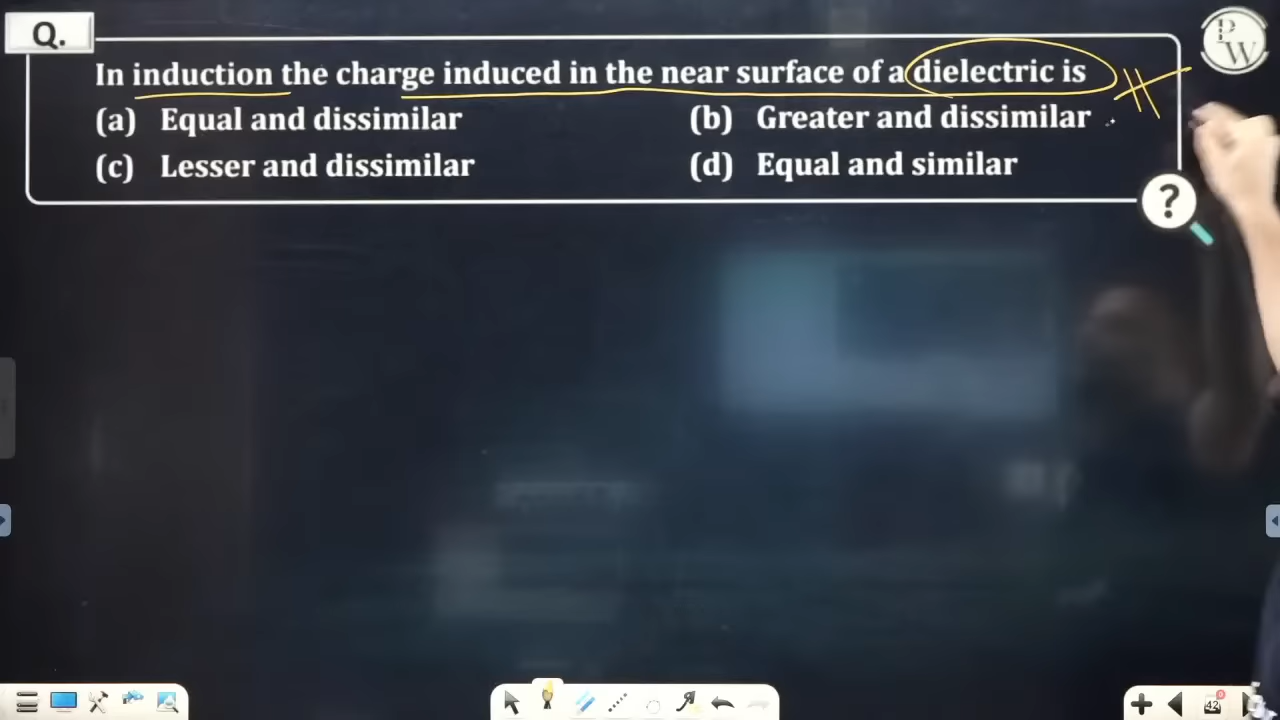 Q.
PW
In induction the charge induced in the near surface of a dielectric is
(a) Equal and dissimilar
(b) Greater and dissimilar
(c) Lesser and dissimilar
(d) Equal and similar
?
42